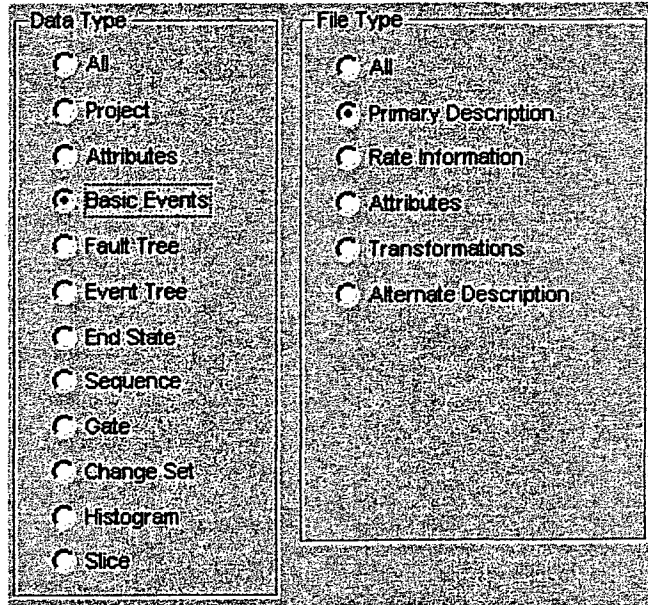 Data Type
All
Project
Attributes
Basic Events
Fault Tree
Event Tree
End State
Sequence
Gate
Change Set
Histogram
Slice
File Type
All
Primary Description
Rate Information
Attributes
Transformations
Alternate Description